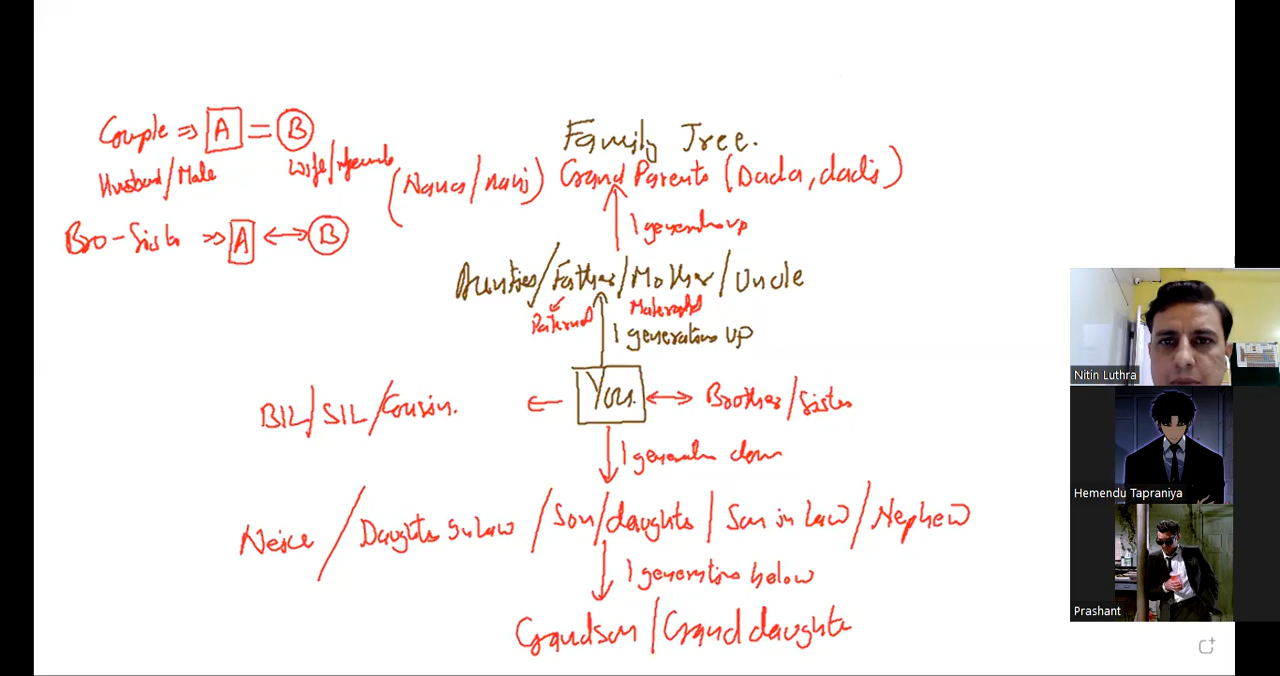 Family Tree.
Couple ⇒ A = B
Husband/Male Wife/
(Nana/nani) Grand Parents (Dada, dadi)
1 generation up
Bro-Sister ⇒ A ↔ B
Aunties/Father/Mother/Uncle
Paternal Maternal
1 generation up
BIL/SIL/Cousin. ← You. ↔ Brother/Sister
1 generation down
Neice / Daughter in law / Son/daughter / Son in law / Nephew
1 generation below
Grandson / Grand daughter
Nitin Luthra
Hemendu Tapraniya
Prashant